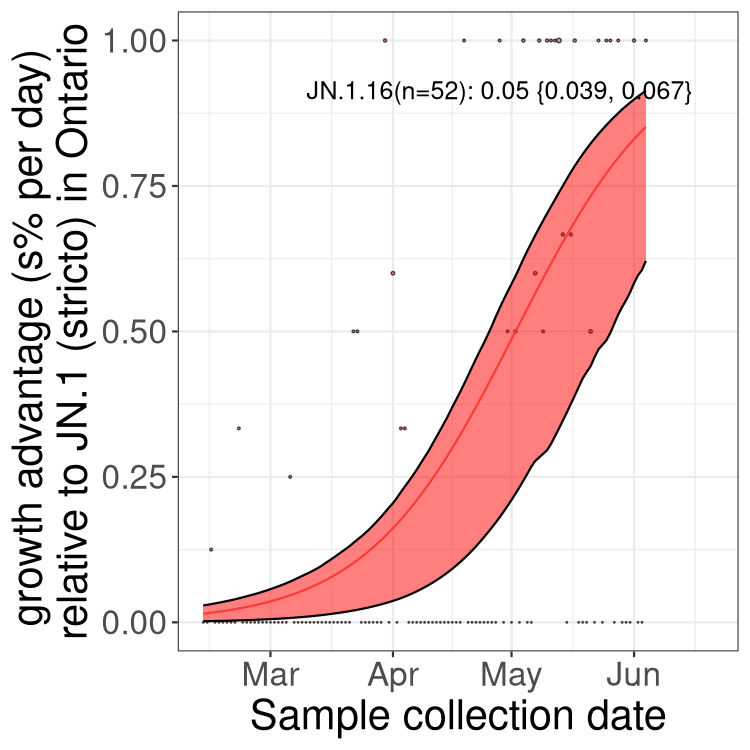 growth advantage (s% per day)
relative to JN.1 (stricto) in Ontario
1.00
0.75
0.50
0.25
0.00
JN.1.16(n=52): 0.05 {0.039, 0.067}
Mar Apr May Jun
Sample collection date